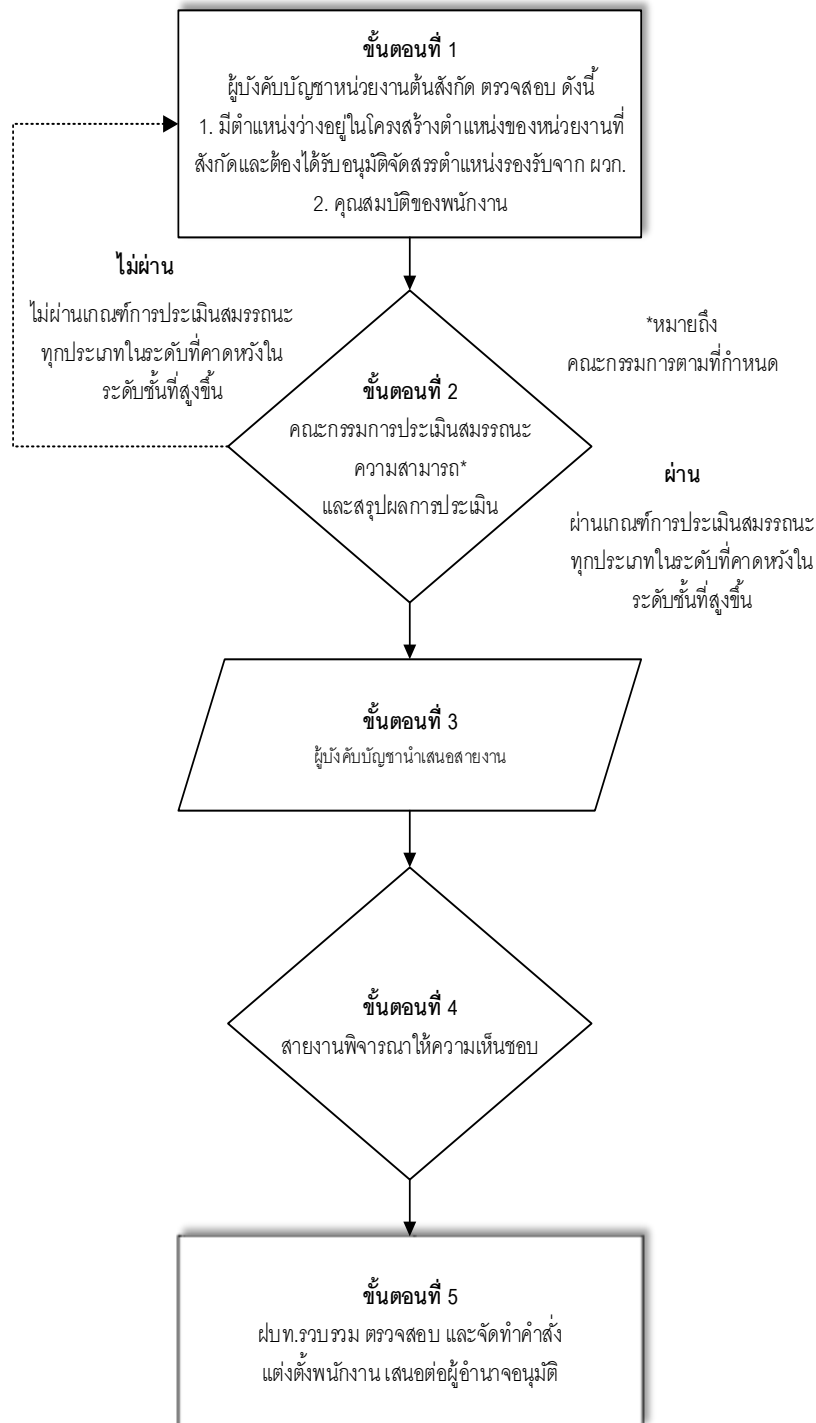 ขั้นตอนที่ 1
ผู้บังคับบัญชาหน่วยงานต้นสังกัด ตรวจสอบ ดังนี้
1. มีตำแหน่งว่างอยู่ในโครงสร้างตำแหน่งของหน่วยงานที่
สังกัดและต้องได้รับอนุมัติจัดสรรตำแหน่งรองรับจาก ผวก.
2. คุณสมบัติของพนักงาน
ไม่ผ่าน
ไม่ผ่านเกณฑ์การประเมินสมรรถนะ
ทุกประเภทในระดับที่คาดหวังใน
ระดับชั้นที่สูงขึ้น
*หมายถึง
คณะกรรมการตามที่กำหนด
ขั้นตอนที่ 2
คณะกรรมการประเมินสมรรถนะ
ความสามารถ*
และสรุปผลการประเมิน
ผ่าน
ผ่านเกณฑ์การประเมินสมรรถนะ
ทุกประเภทในระดับที่คาดหวังใน
ระดับชั้นที่สูงขึ้น
ขั้นตอนที่ 3
ผู้บังคับบัญชานำเสนอสายงาน
ขั้นตอนที่ 4
สายงานพิจารณาให้ความเห็นชอบ
ขั้นตอนที่ 5
ฝบท.รวบรวม ตรวจสอบ และจัดทำคำสั่ง
แต่งตั้งพนักงาน เสนอต่อผู้อำนาจอนุมัติ